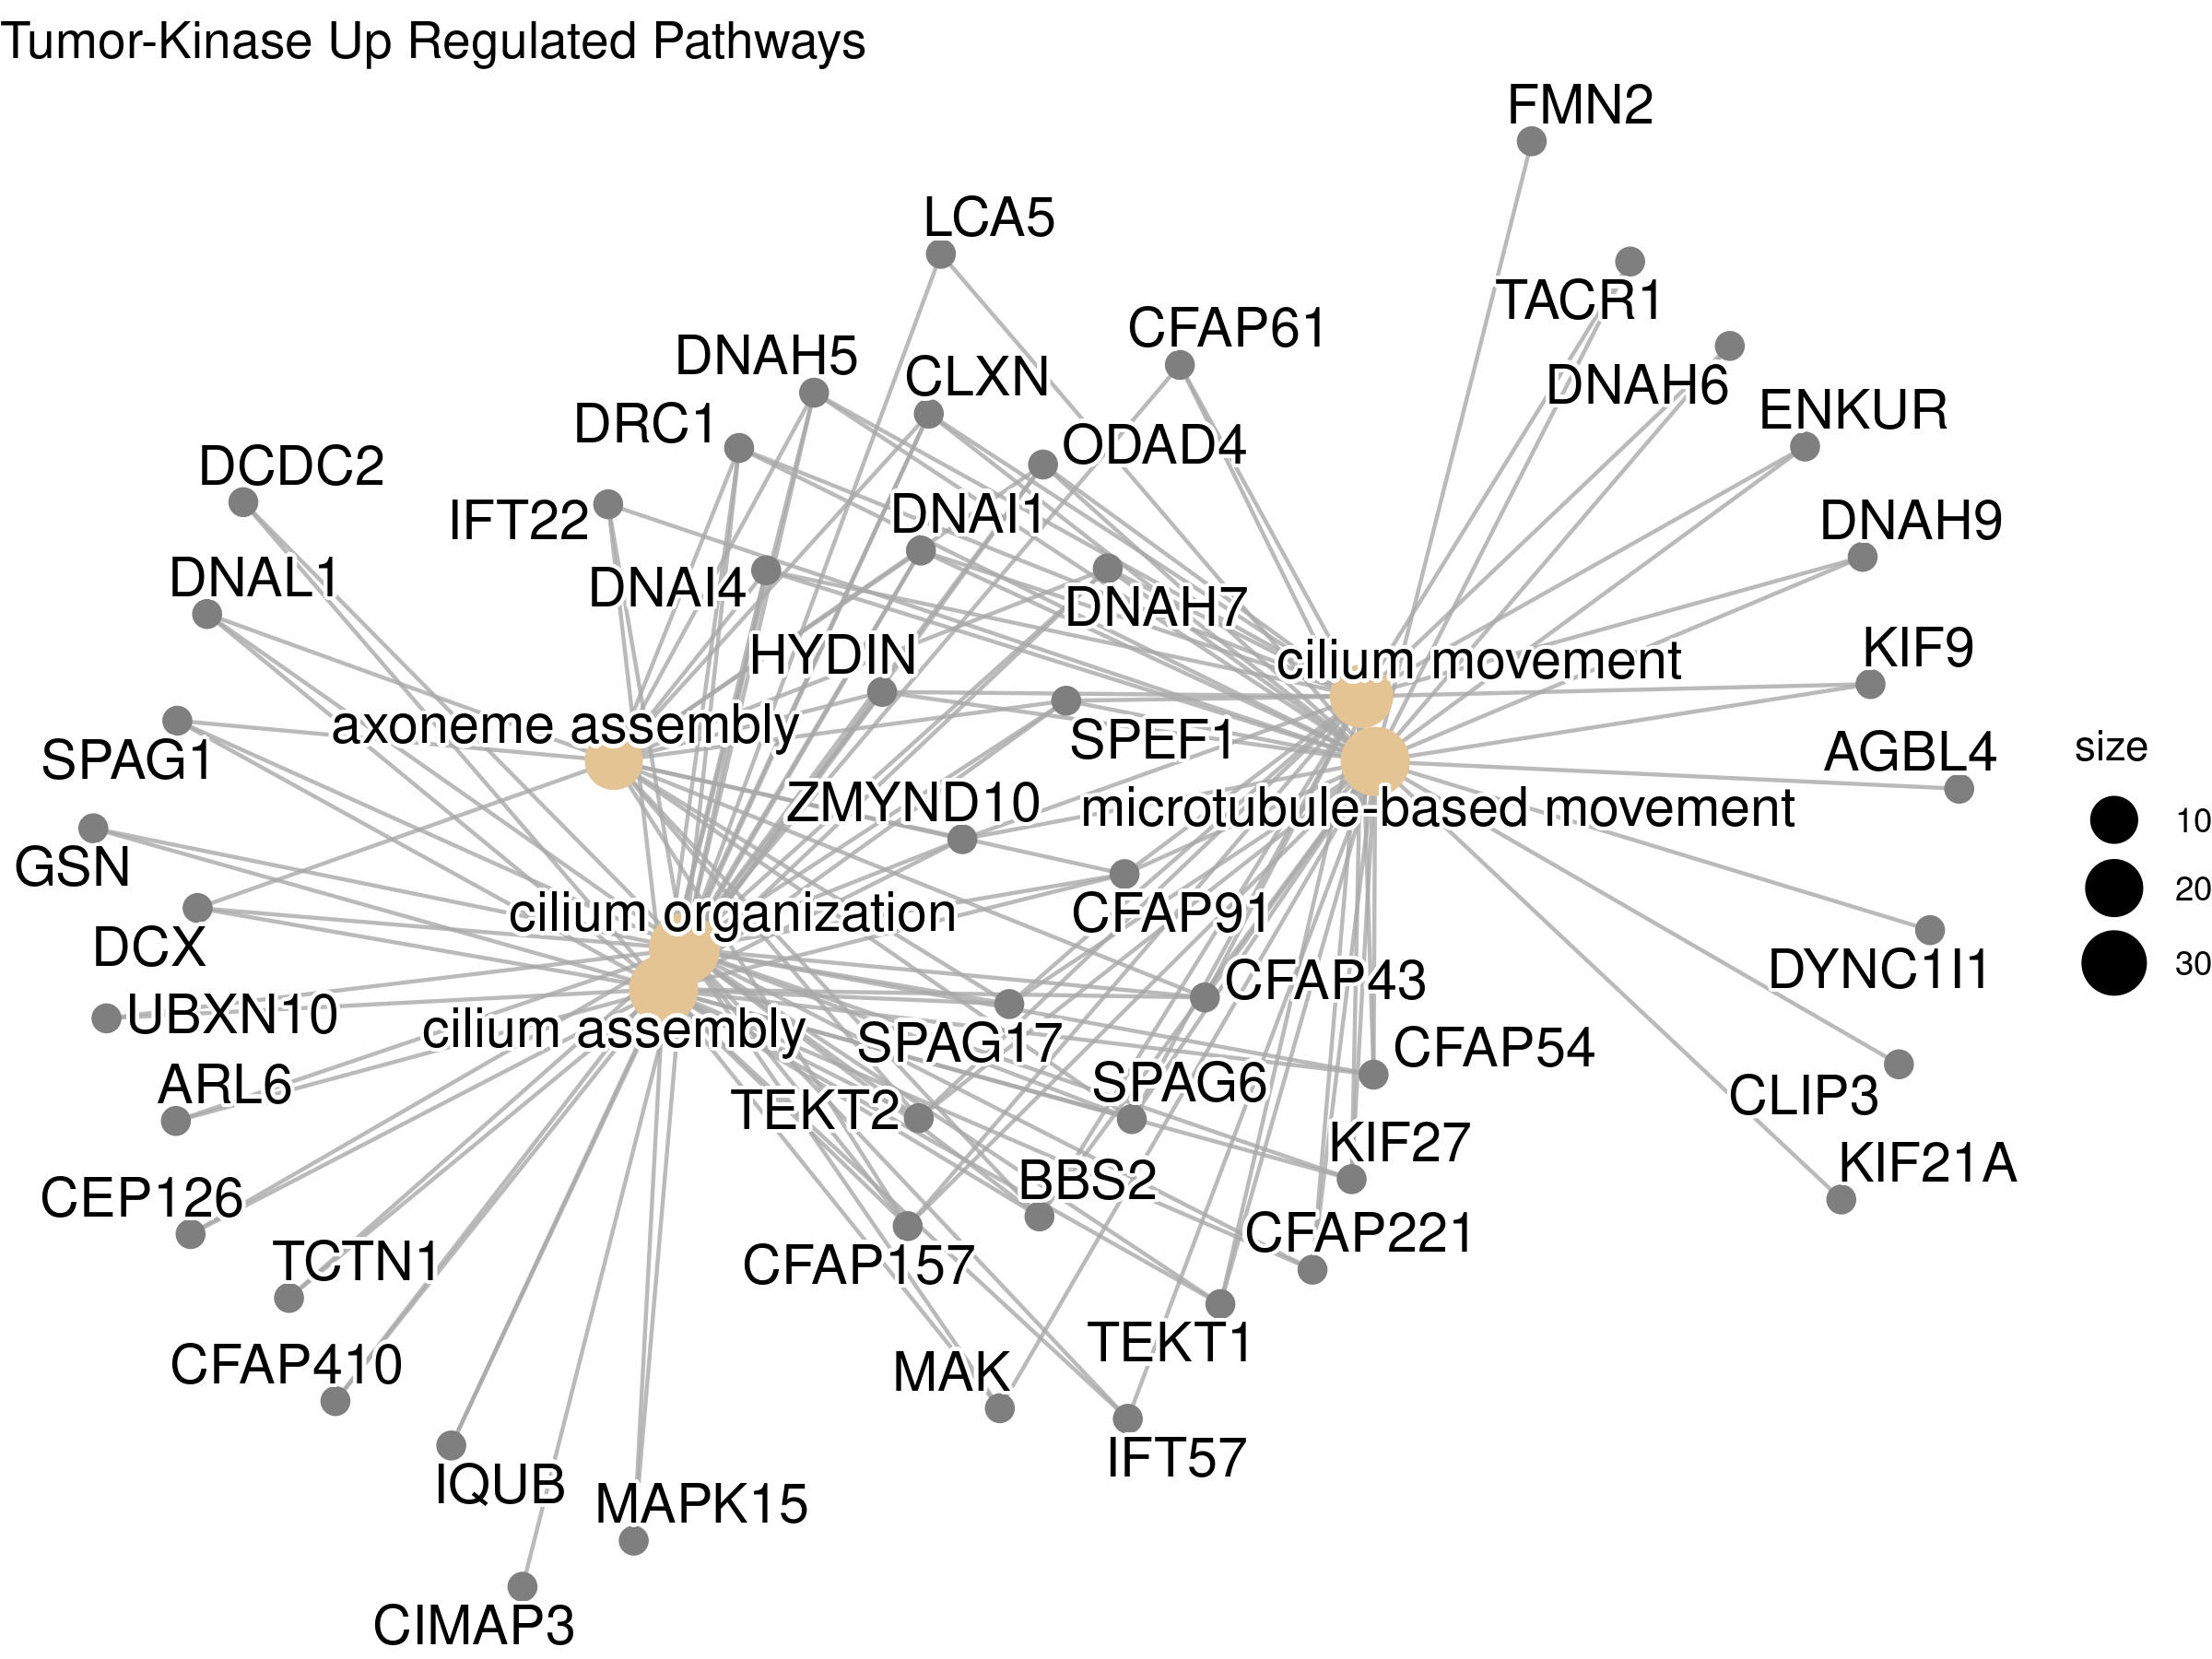 Tumor-Kinase Up Regulated Pathways
FMN2
LCA5
TACR1
CFAP61
DNAH5
CLXN
DNAH6
ENKUR
DRC1
ODAD4
DCDC2
IFT22
DNAI1
DNAH9
DNAL1
DNAI4
DNAH7
HYDIN
cilium movement
KIF9
axoneme assembly
SPEF1
SPAG1
AGBL4
size
ZMYND10
microtubule-based movement
10
GSN
20
cilium organization
CFAP91
DCX
30
DYNC1I1
CFAP43
UBXN10
cilium assembly
SPAG17
CFAP54
ARL6
SPAG6
CLIP3
TEKT2
KIF27
KIF21A
BBS2
CEP126
CFAP221
TCTN1
CFAP157
TEKT1
CFAP410
MAK
IFT57
IQUB
MAPK15
CIMAP3